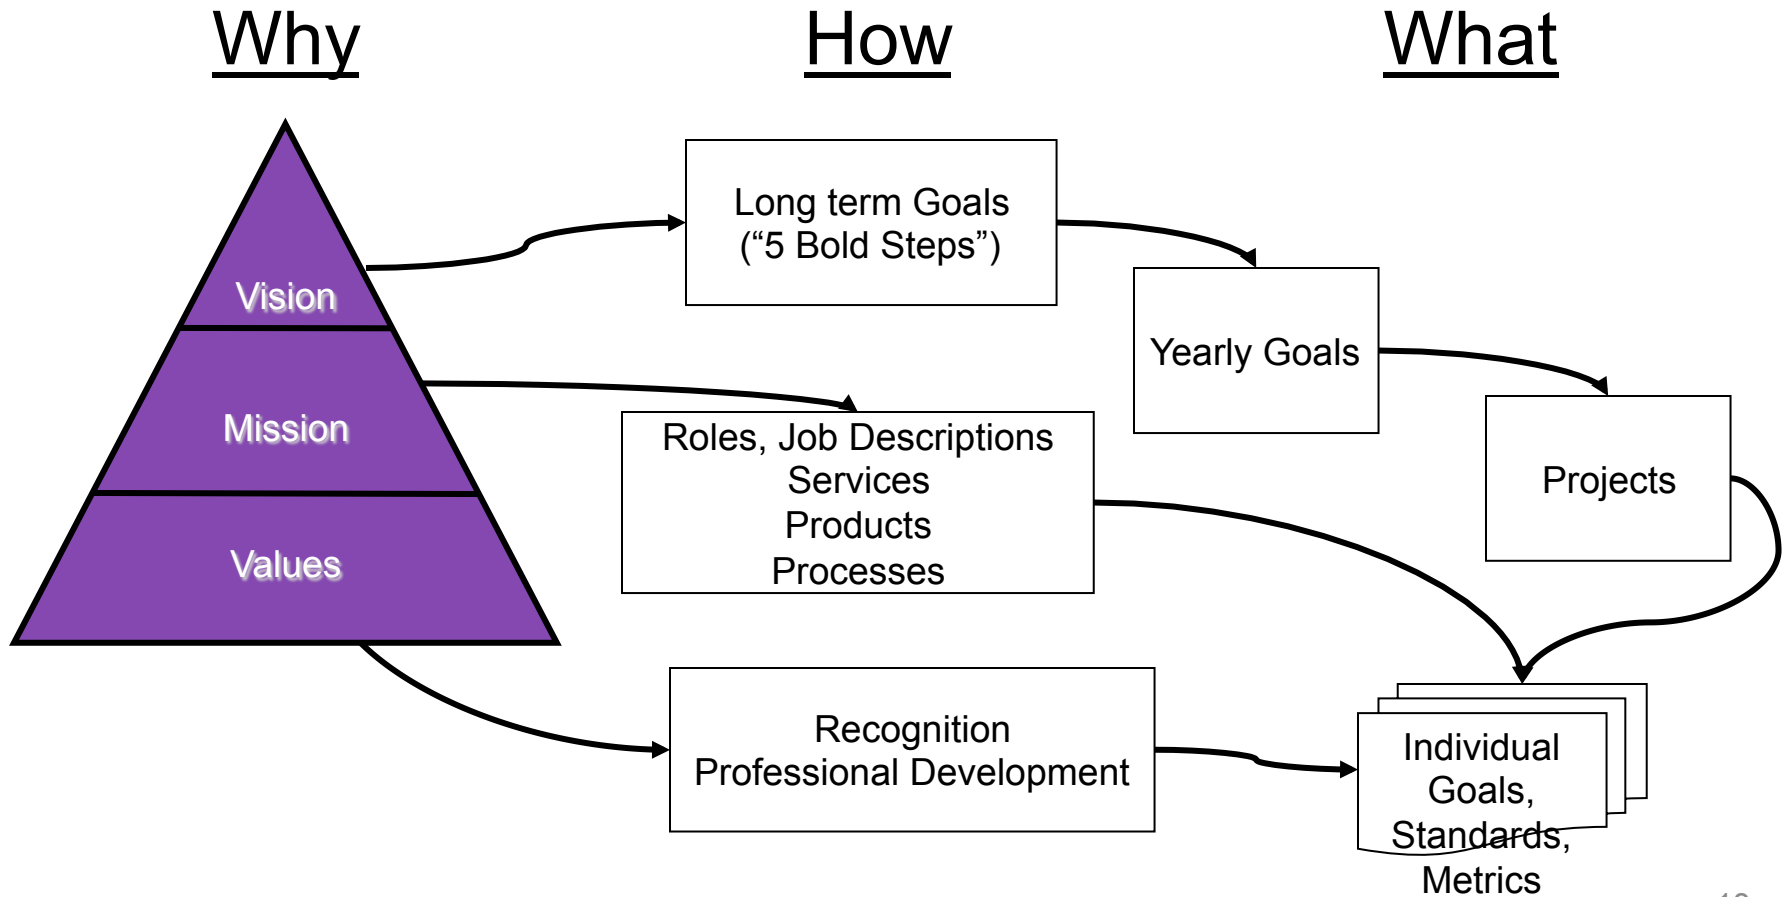 Why
How
What
Vision
Mission
Values
Long term Goals
(“5 Bold Steps”)
Yearly Goals
Projects
Roles, Job Descriptions
Services
Products
Processes
Recognition
Professional Development
Individual
Goals,
Standards,
Metrics